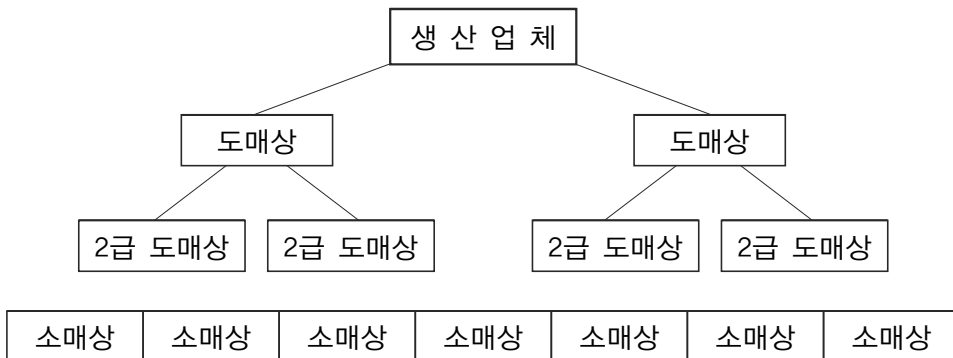 생 산 업 체
도매상 도매상
2급 도매상 2급 도매상 2급 도매상 2급 도매상
소매상 소매상 소매상 소매상 소매상 소매상 소매상